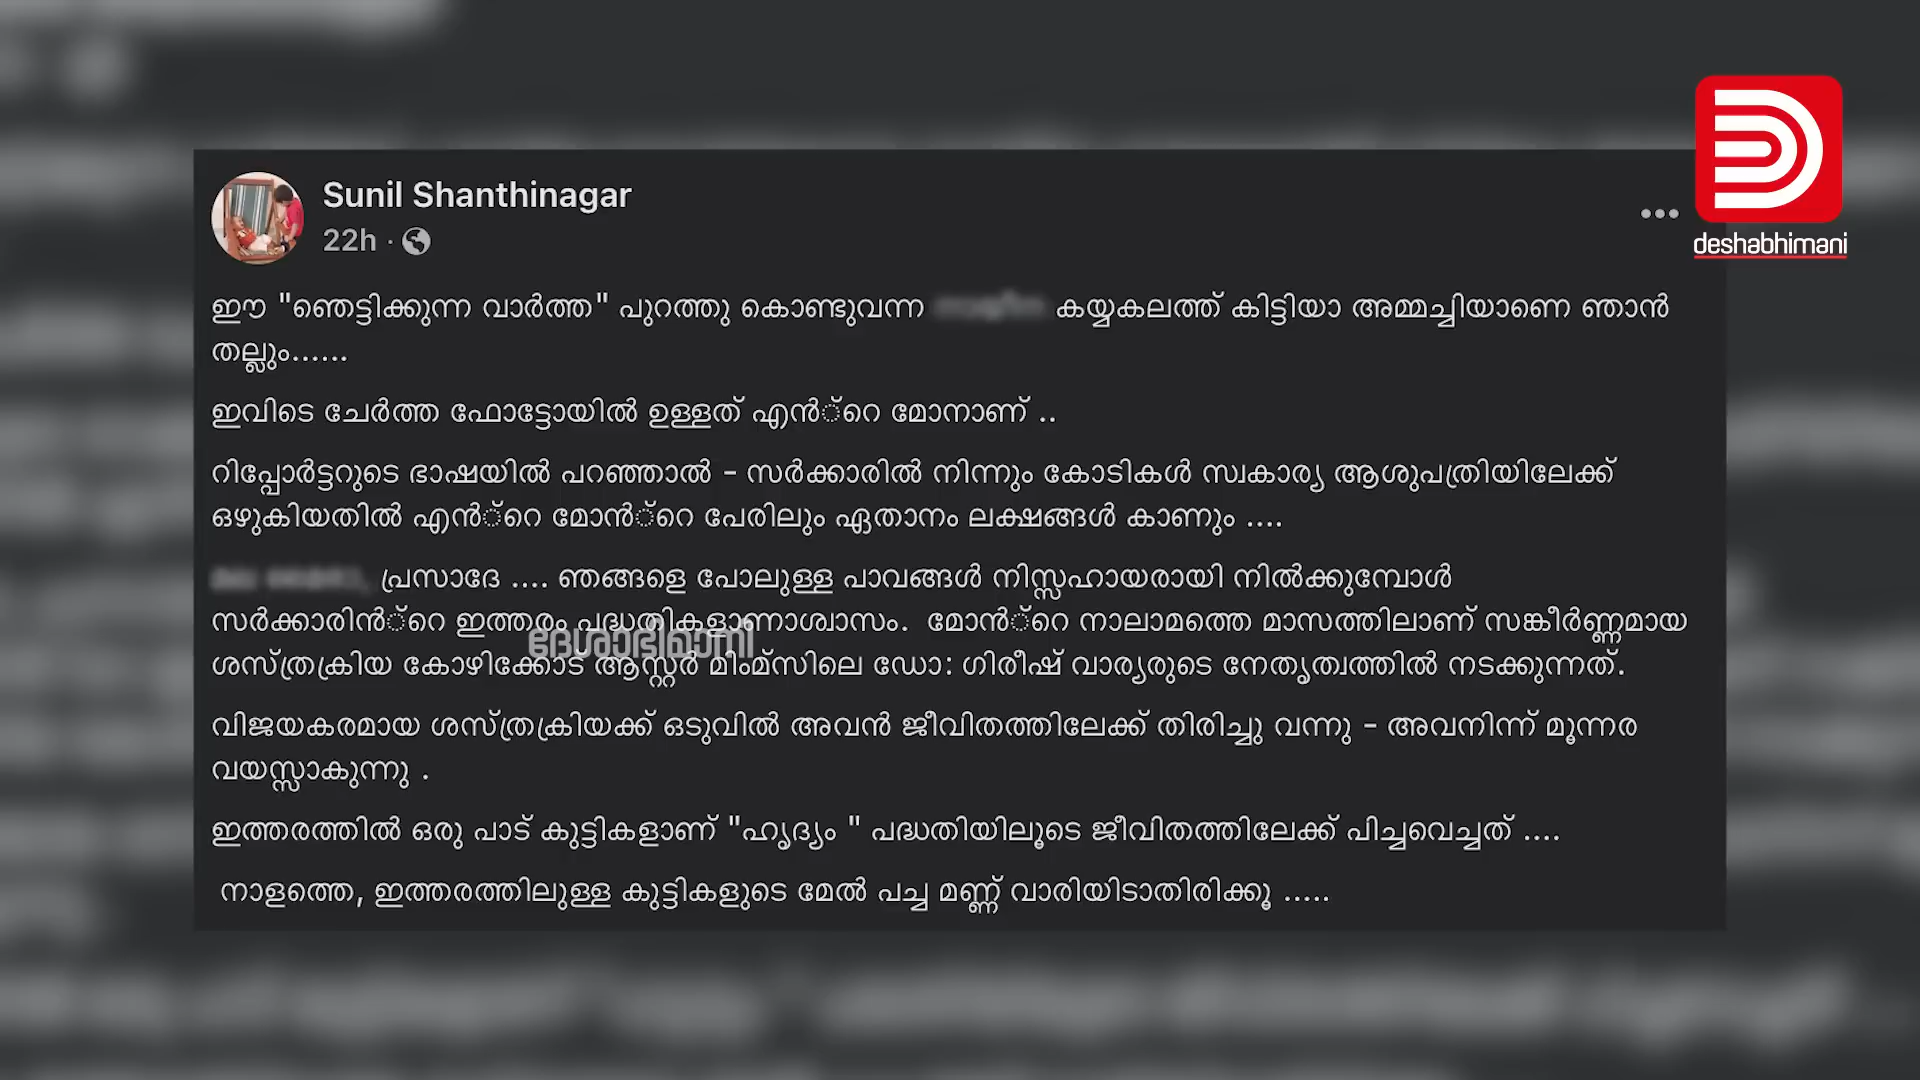 Sunil Shanthinagar
22h ·
deshabhimani
ഈ "ഞെട്ടിക്കുന്ന വാർത്ത" പുറത്തു കൊണ്ടുവന്ന കയ്യകലത്ത് കിട്ടിയാ അമ്മച്ചിയാണെ ഞാൻ
തല്ലും......
ഇവിടെ ചേർത്ത ഫോട്ടോയിൽ ഉള്ളത് എൻ്റെ മോനാണ് ..
റിപ്പോർട്ടറുടെ ഭാഷയിൽ പറഞ്ഞാൽ - സർക്കാരിൽ നിന്നും കോടികൾ സ്വകാര്യ ആശുപത്രിയിലേക്ക്
ഒഴുകിയതിൽ എൻ്റെ മോൻ്റെ പേരിലും ഏതാനം ലക്ഷങ്ങൾ കാണും ....
പ്രസാദേ .... ഞങ്ങളെ പോലുള്ള പാവങ്ങൾ നിസ്സഹായരായി നിൽക്കുമ്പോൾ
സർക്കാരിൻ്റെ ഇത്തരം പദ്ധതികളാണാശ്വാസം. മോൻ്റെ നാലാമത്തെ മാസത്തിലാണ് സങ്കീർണ്ണമായ
ദേശാഭിമാനി
ശസ്ത്രക്രിയ കോഴിക്കോട് ആസ്റ്റർ മിംമ്സിലെ ഡോ: ഗിരീഷ് വാര്യരുടെ നേതൃത്വത്തിൽ നടക്കുന്നത്.
വിജയകരമായ ശസ്ത്രക്രിയക്ക് ഒടുവിൽ അവൻ ജീവിതത്തിലേക്ക് തിരിച്ചു വന്നു - അവനിന്ന് മൂന്നര
വയസ്സാകുന്നു .
ഇത്തരത്തിൽ ഒരു പാട് കുട്ടികളാണ് "ഹൃദ്യം " പദ്ധതിയിലൂടെ ജീവിതത്തിലേക്ക് പിച്ചവെച്ചത് ....
നാളത്തെ, ഇത്തരത്തിലുള്ള കുട്ടികളുടെ മേൽ പച്ച മണ്ണ് വാരിയിടാതിരിക്കൂ .....